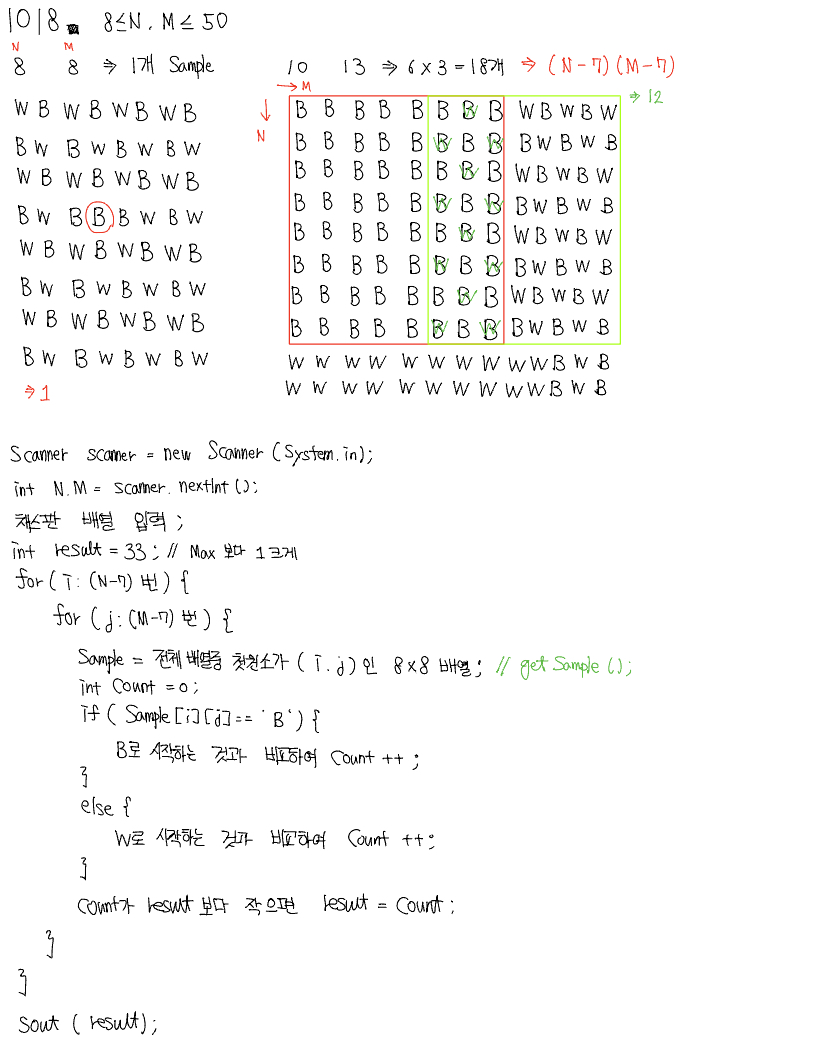 1018. 8≤N, M≤50
N M
8 8 ⇒ 1개 Sample
10 13 ⇒ 6 x 3 = 18개 ⇒ (N-7)(M-7)
→ M
⇒ 12
↓
N
W B W B W B W B
B W B W B W B W
W B W B W B W B
B W B B B W B W
W B W B W B W B
B W B W B W B W
W B W B W B W B
B W B W B W B W
⇒ 1
B B B B B B B B W B W B W
B B B B B B B B B W B W B
B B B B B B B B W B W B W
B B B B B B B B B W B W B
B B B B B B B B W B W B W
B B B B B B B B B W B W B
B B B B B B B B W B W B W
B B B B B B B B B W B W B
W W W W W W W W W W B W B
W W W W W W W W W W B W B
W W
W W W
W
W W W
W
W W W
W
W W W
Scanner scanner = new Scanner (System.in);
int N,M = scanner.nextInt();
체스판 배열 입력 ;
int result = 33; // Max 보다 1 크게
for ( i : (N-7) 번 ) {
for ( j : (M-7) 번 ) {
Sample = 전체 배열중 첫원소가 ( i, j ) 인 8x8 배열; // getSample ();
int Count = 0;
if ( Sample[i][j] == 'B' ) {
B로 시작하는 것과 비교하여 Count ++ ;
}
else {
W로 시작하는 것과 비교하여 Count ++;
}
Count가 result 보다 작으면 result = Count;
}
}
Sout ( result );